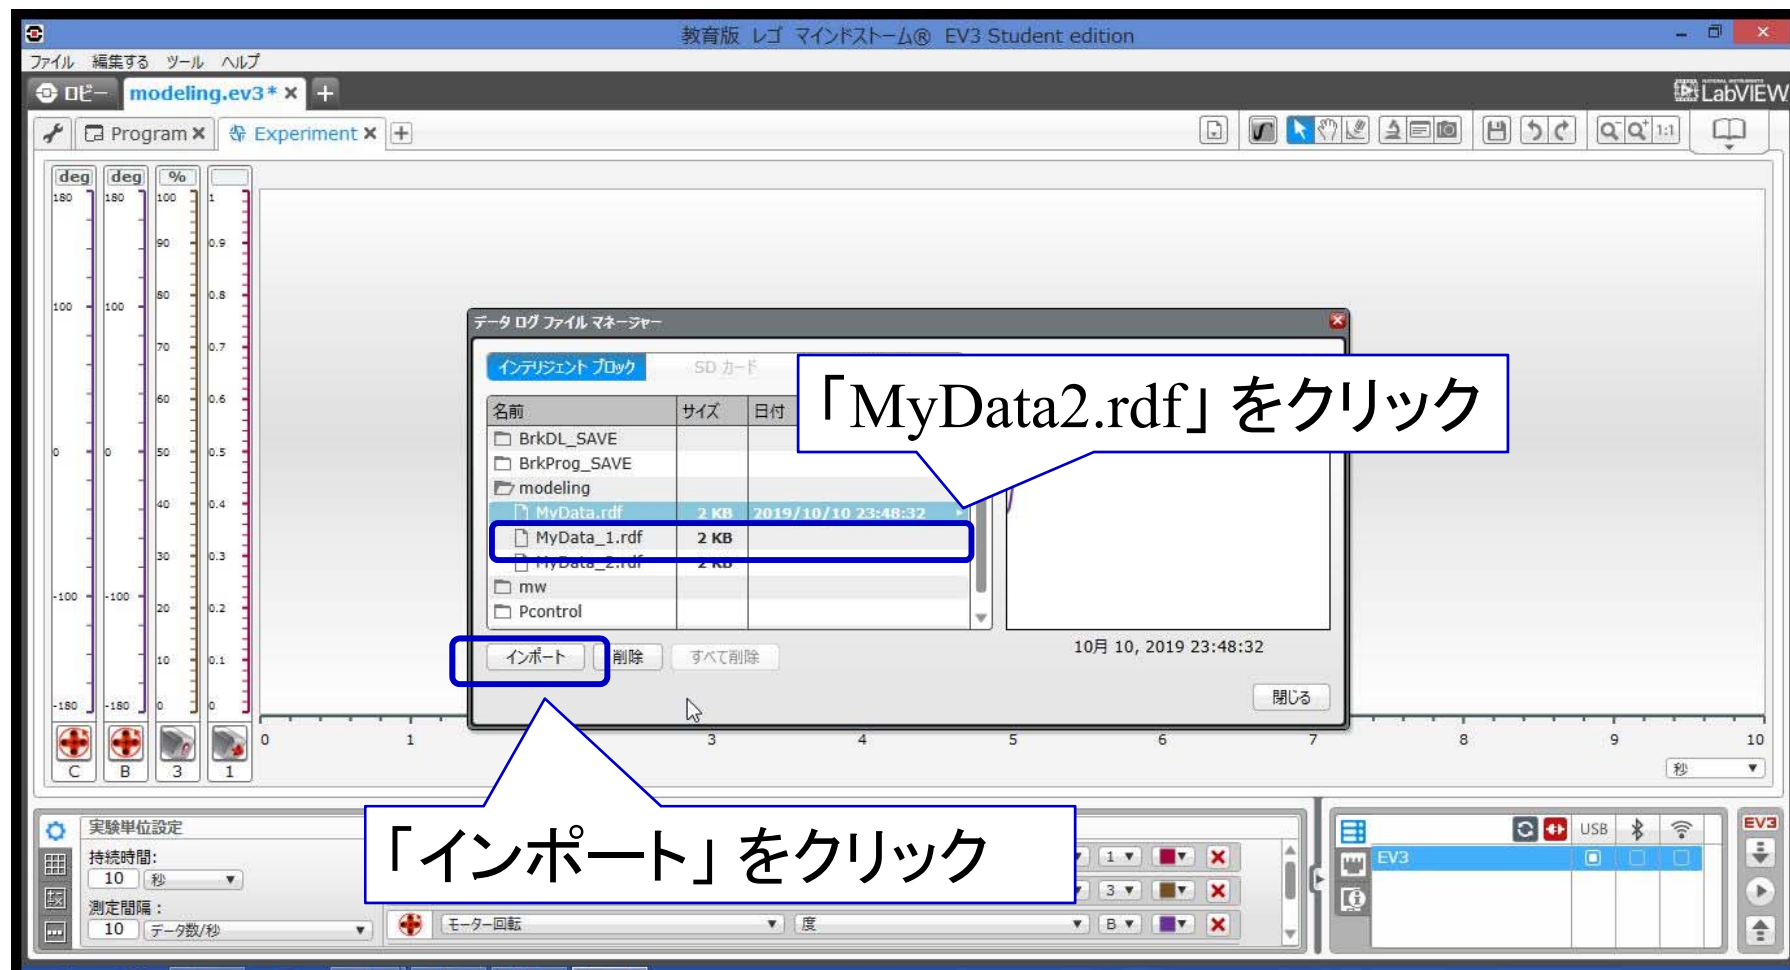 教育版 レゴ マインドストーム® EV3 Student edition
ファイル 編集する ツール ヘルプ
ロビー modeling.ev3* × +
NATIONAL INSTRUMENTS
LabVIEW
Program × Experiment × + 1:1
deg deg %
180 180 100 1
90 0.9
100 100 80 0.8
70 0.7
60 0.6
0 0 50 0.5
40 0.4
30 0.3
-100 -100 20 0.2
10 0.1
-180 -180 0 0
C B 3 1
0 1 3 4 5 6 7 8 9 10
秒
データ ログ ファイル マネージャー
インテリジェント ブロック SD カード
名前 サイズ 日付
BrkDL_SAVE
BrkProg_SAVE
modeling
MyData.rdf 2 KB 2019/10/10 23:48:32
MyData_1.rdf 2 KB
MyData_2.rdf 2 KB
mw
Pcontrol
インポート 削除 すべて削除
10月 10, 2019 23:48:32
閉じる
「MyData2.rdf」をクリック
「インポート」をクリック
実験単位設定
持続時間:
10 秒
測定間隔:
10 データ数/秒
1
3
モーター回転 度 B
USB
EV3
EV3